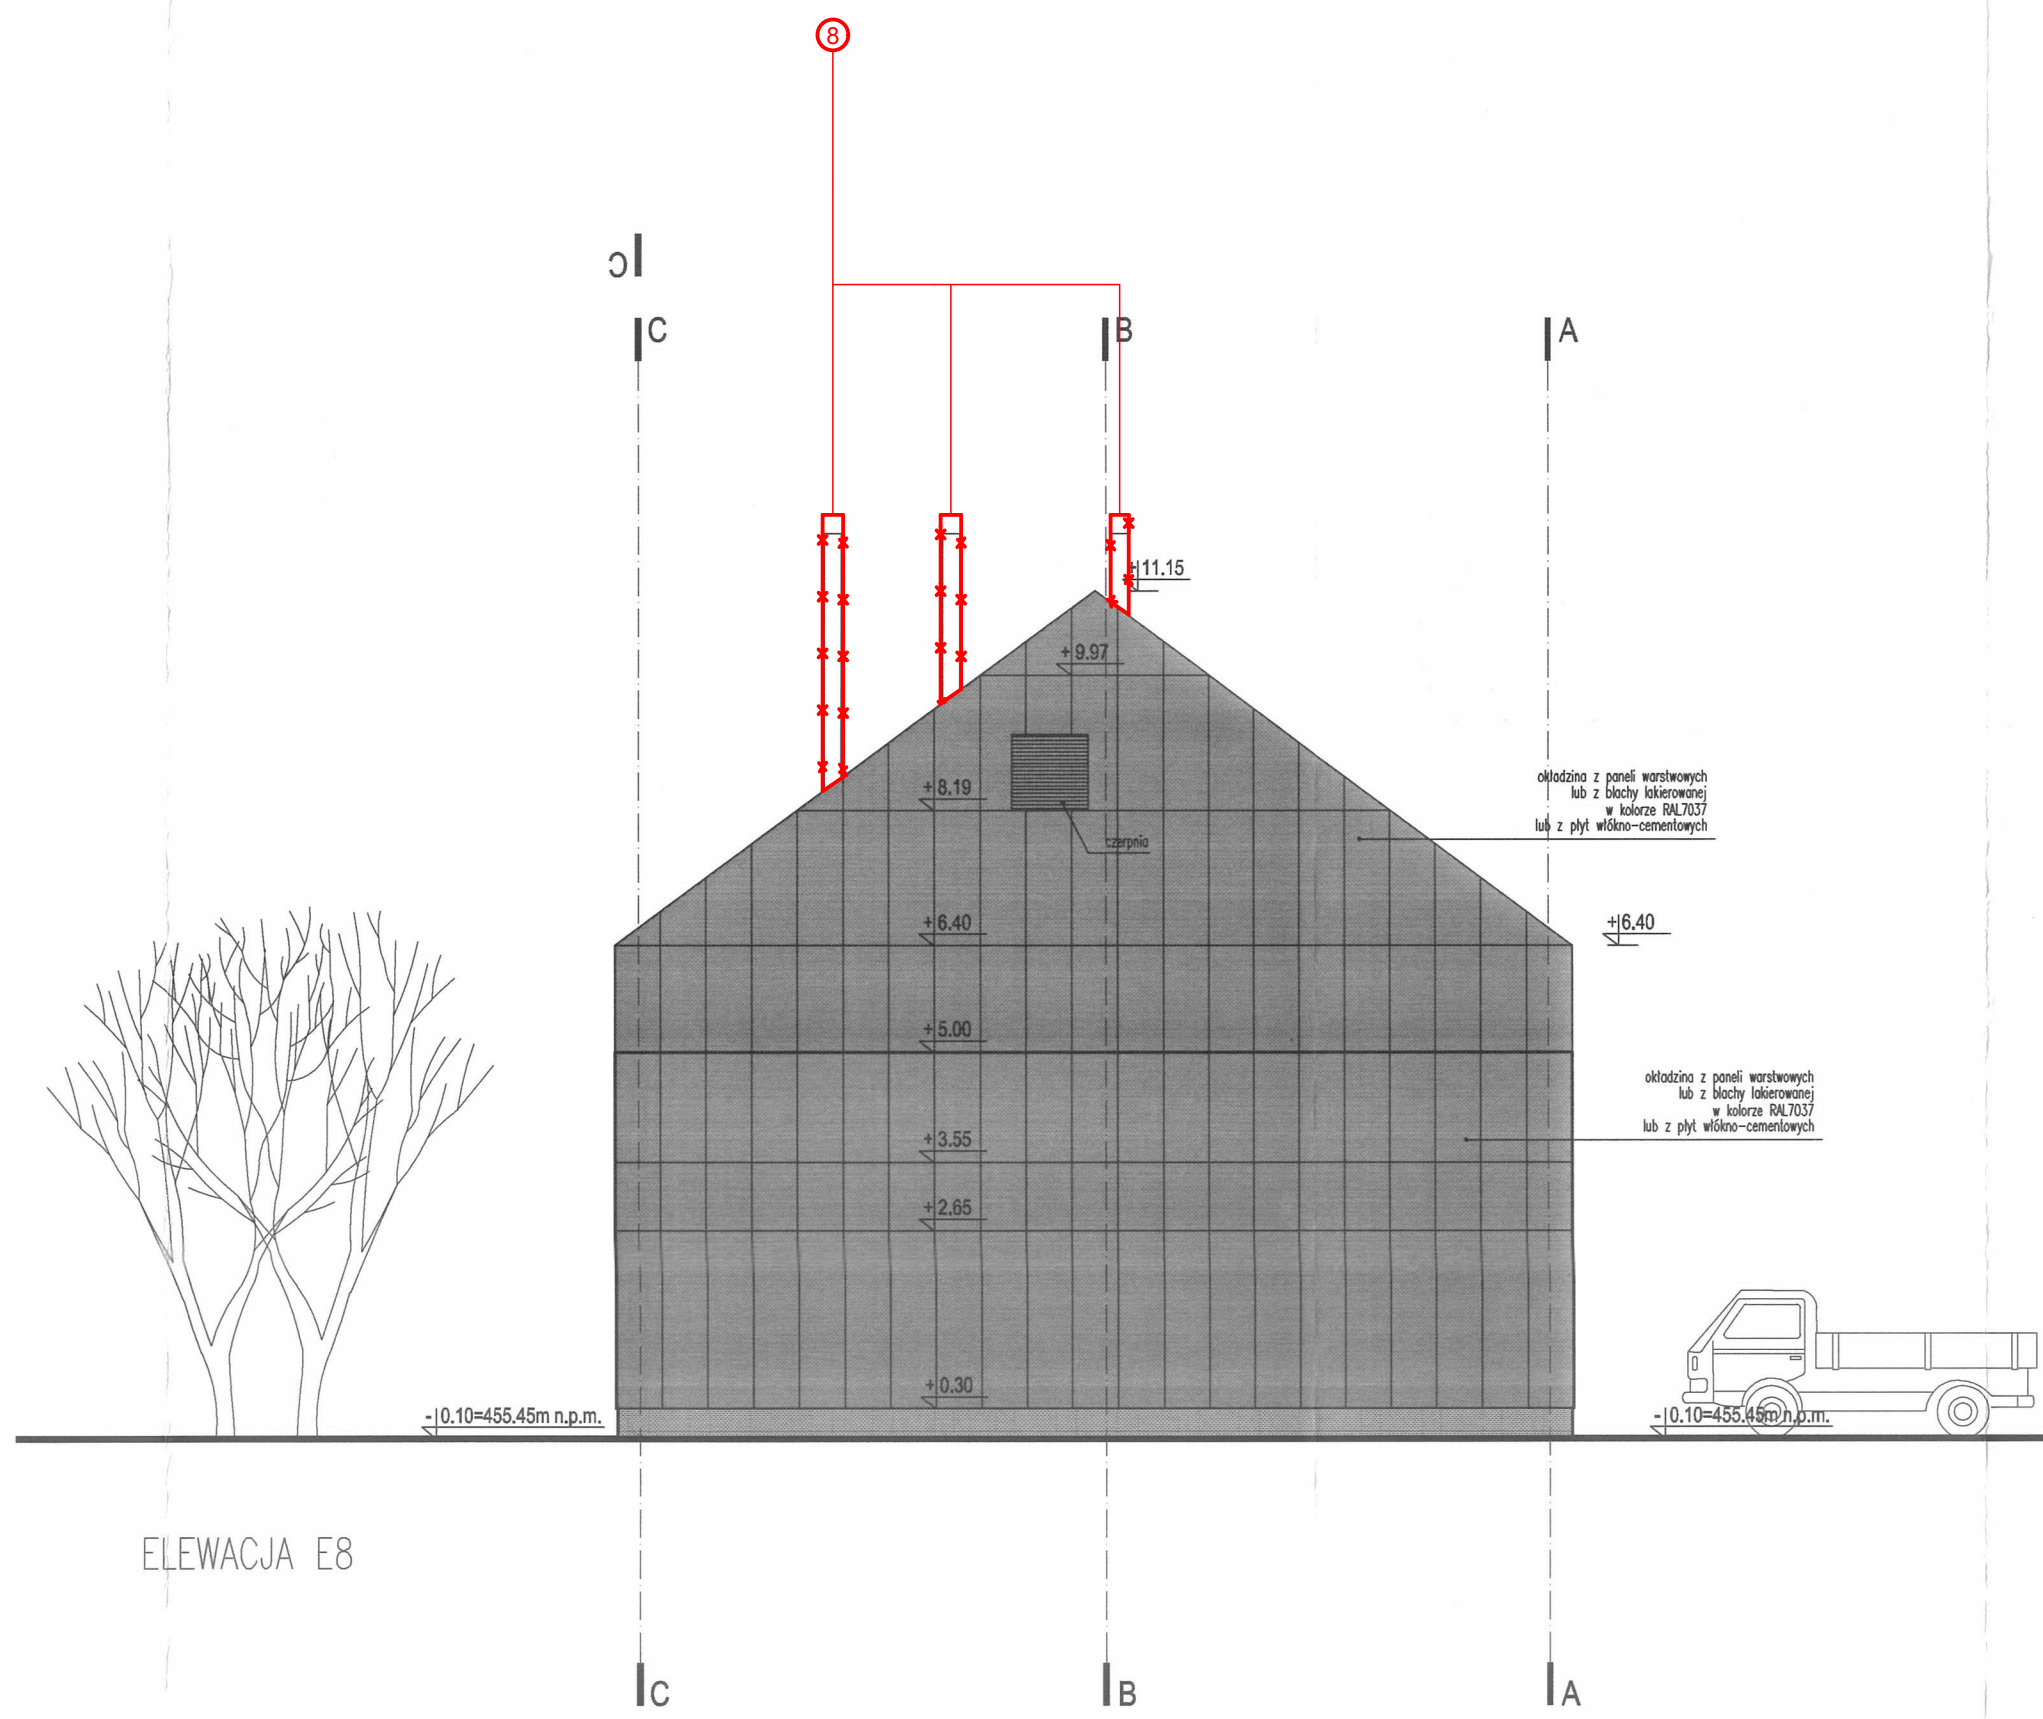 8
C
C
B
A
+11.15
+9.97
okładzina z paneli warstwowych
lub z blachy lakierowanej
w kolorze RAL7037
lub z płyt włókno-cementowych
+8.19
czerpnia
+6.40
+6.40
+5.00
okładzina z paneli warstwowych
lub z blachy lakierowanej
w kolorze RAL7037
lub z płyt włókno-cementowych
+3.55
+2.65
+0.30
-0.10=455.45m n.p.m.
-0.10=455.45m n.p.m.
ELEWACJA E8
C
B
A